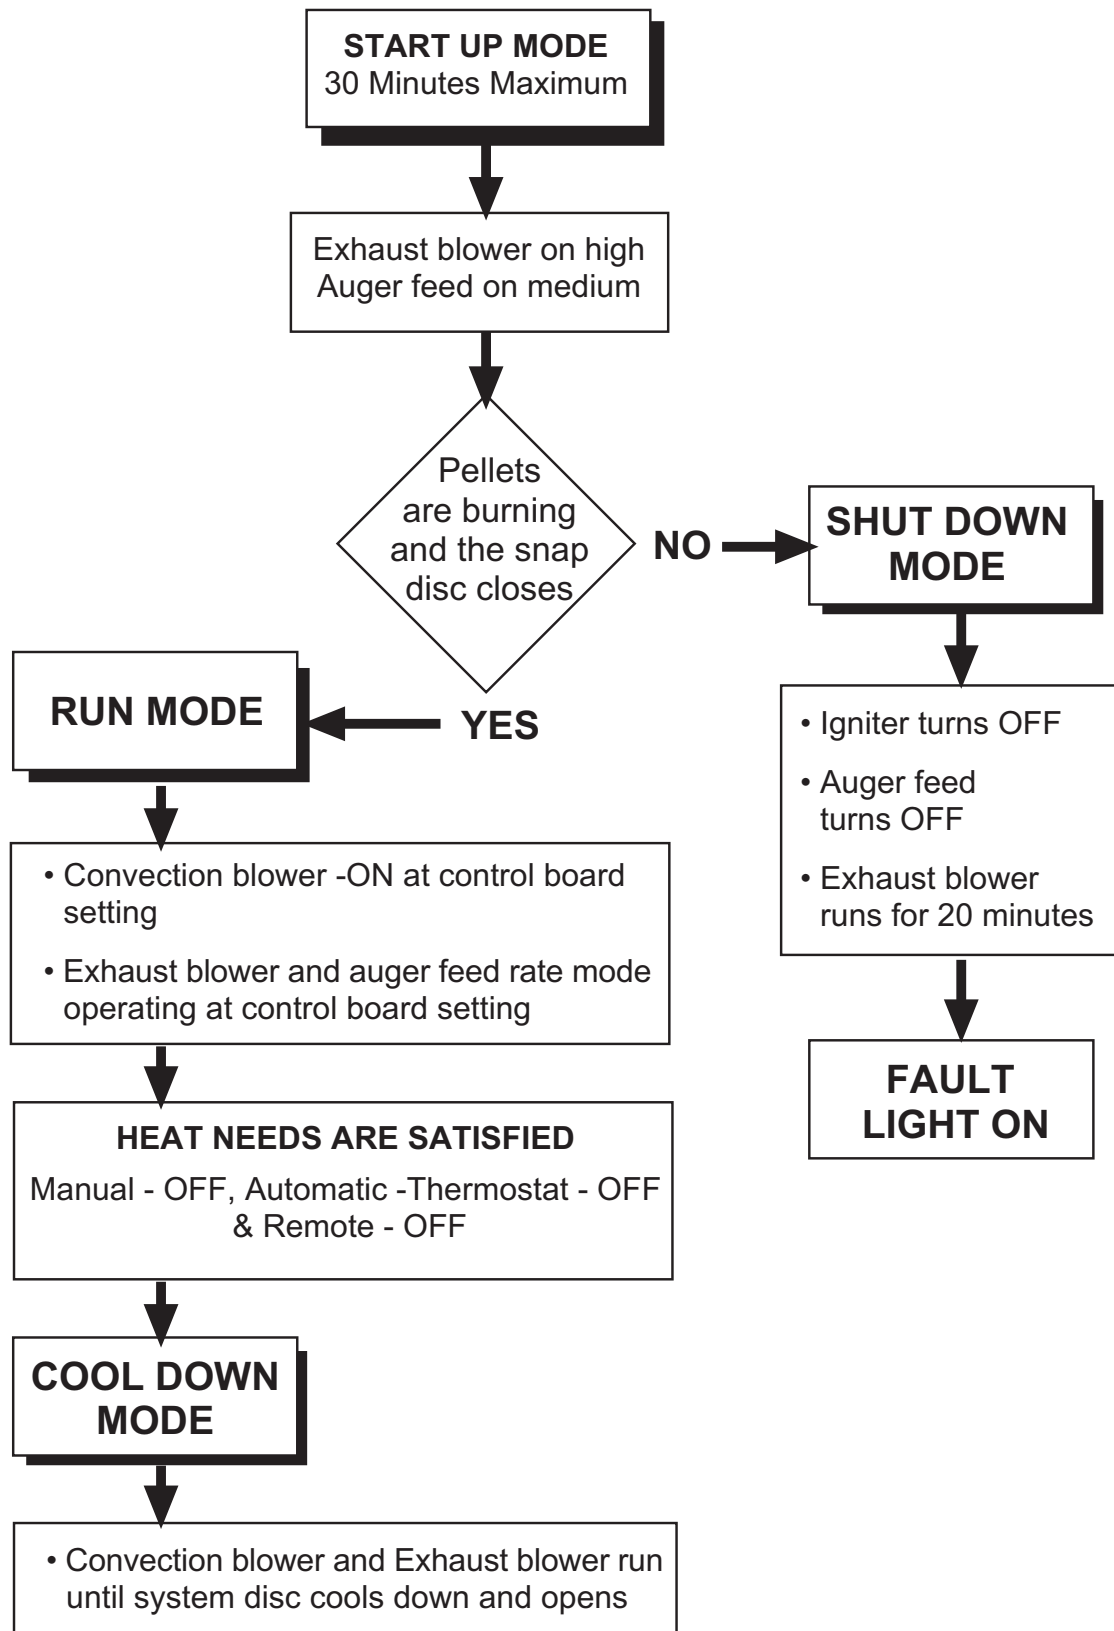 START UP MODE
30 Minutes Maximum
Exhaust blower on high
Auger feed on medium
Pellets
are burning
and the snap
disc closes
NO
SHUT DOWN
MODE
• Igniter turns OFF
• Auger feed
turns OFF
• Exhaust blower
runs for 20 minutes
FAULT
LIGHT ON
YES
RUN MODE
• Convection blower -ON at control board
setting
• Exhaust blower and auger feed rate mode
operating at control board setting
HEAT NEEDS ARE SATISFIED
Manual - OFF, Automatic -Thermostat - OFF
& Remote - OFF
COOL DOWN
MODE
• Convection blower and Exhaust blower run
until system disc cools down and opens